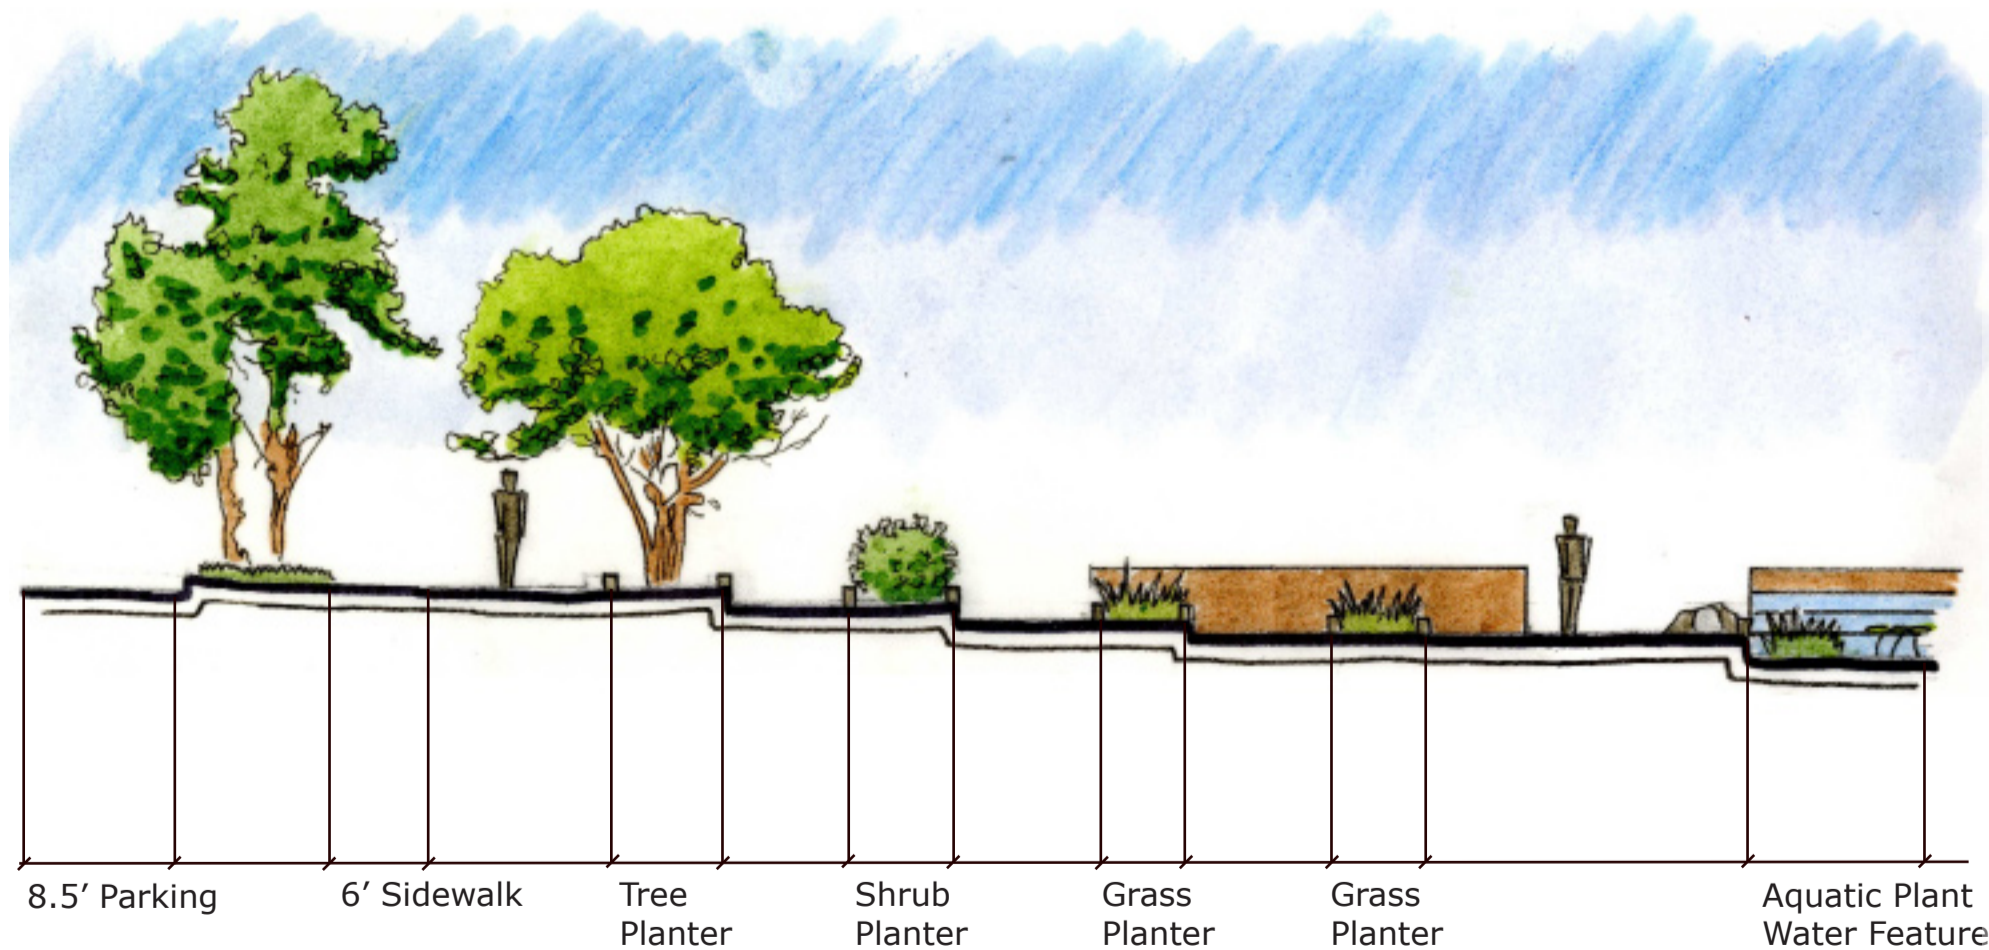 8.5′ Parking
6′ Sidewalk
Tree
Planter
Shrub
Planter
Grass
Planter
Grass
Planter
Aquatic Plant
Water Feature